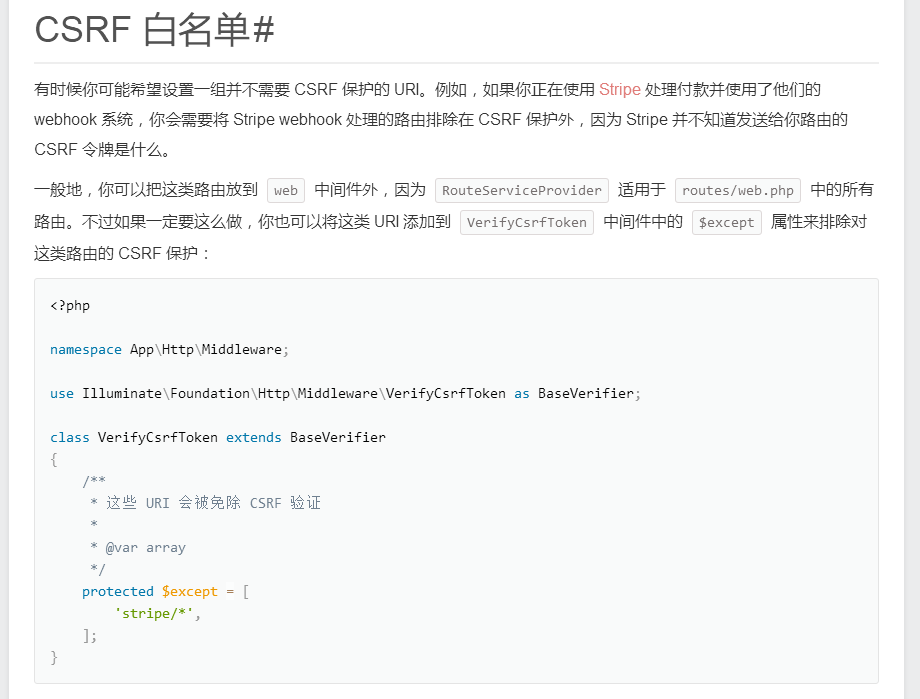 CSRF 白名单#
有时候你可能希望设置一组并不需要 CSRF 保护的 URI。例如，如果你正在使用 Stripe 处理付款并使用了他们的
webhook 系统，你会需要将 Stripe webhook 处理的路由排除在 CSRF 保护外，因为 Stripe 并不知道发送给你路由的
CSRF 令牌是什么。
一般地，你可以把这类路由放到 web 中间件外，因为 RouteServiceProvider 适用于 routes/web.php 中的所有
路由。不过如果一定要这么做，你也可以将这类 URI 添加到 VerifyCsrfToken 中间件中的 $except 属性来排除对
这类路由的 CSRF 保护：
<?php
namespace App\Http\Middleware;
use Illuminate\Foundation\Http\Middleware\VerifyCsrfToken as BaseVerifier;
class VerifyCsrfToken extends BaseVerifier
{
    /**
     * 这些 URI 会被免除 CSRF 验证
     *
     * @var array
     */
    protected $except = [
        'stripe/*',
    ];
}